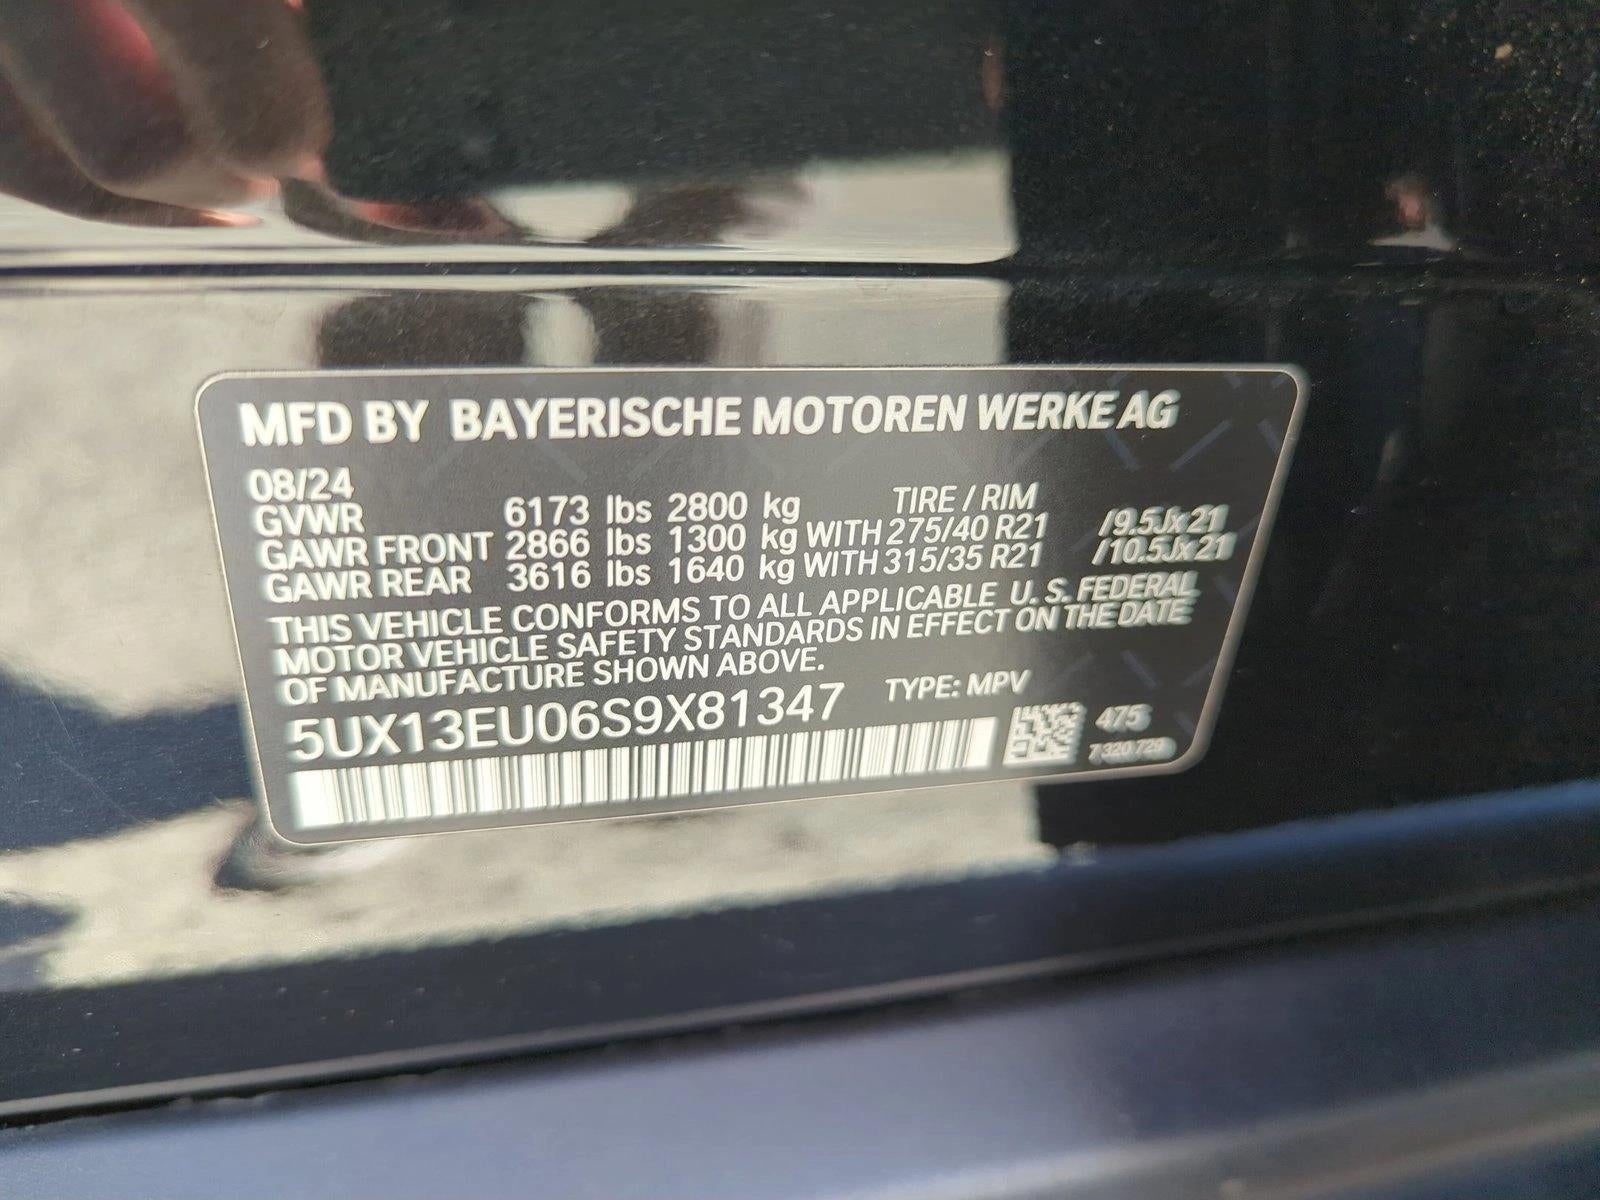 MFD BY BAYERISCHE MOTOREN WERKE AG
08/24 TIRE / RIM
GVWR 6173 lbs 2800 kg
GAWR FRONT 2866 lbs 1300 kg WITH 275/40 R21 /9.5Jx21
GAWR REAR 3616 lbs 1640 kg WITH 315/35 R21 /10.5Jx21
THIS VEHICLE CONFORMS TO ALL APPLICABLE U. S. FEDERAL
MOTOR VEHICLE SAFETY STANDARDS IN EFFECT ON THE DATE
OF MANUFACTURE SHOWN ABOVE.
5UX13EU06S9X81347 TYPE: MPV
475
7 320 729